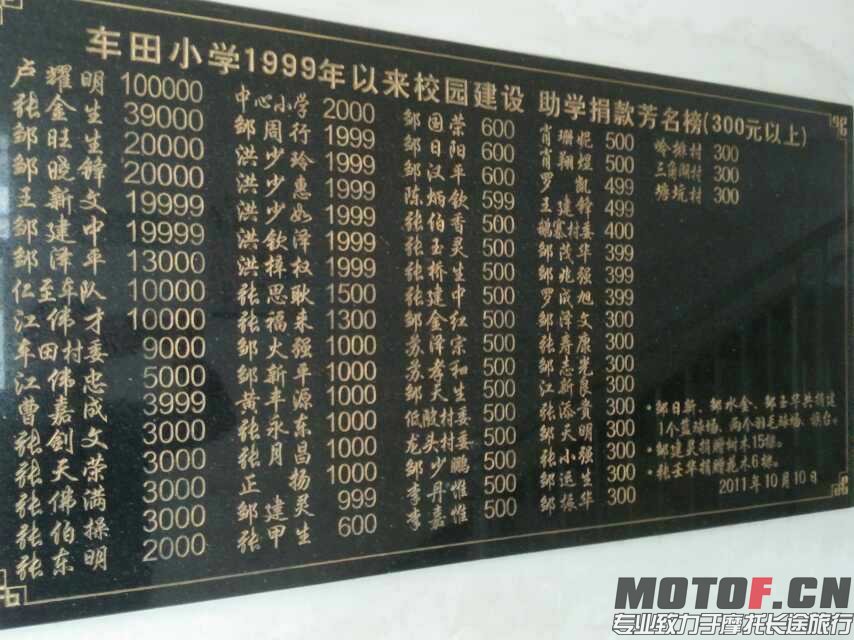 车田小学1999年以来校园建设 助学捐款芳名榜(300元以上)
卢耀明 100000
张金生 39000
邹旺生 20000
邹晓锋 20000
王新文 19999
邹建中 19999
邹泽平 13000
仁至车队 10000
江伟才 10000
车田村委 9000
江伟忠 5000
曹嘉成 3999
张剑文 3000
张天荣 3000
张佛满 3000
张伯操 3000
张东明 2000
中心小学 2000
邹周行 1999
洪少玲 1999
洪少惠 1999
洪少如 1999
洪钦泽 1999
洪梓权 1999
张思耿 1500
张福来 1300
黄火强 1000
邹新平 1000
邹丰源 1000
黄永东 1000
张月昌 1000
张正扬 1000
邹建灵 999
张甲生 600
邹国荣 600
邹日阳 600
邹汉平 600
陈炳钦 599
张伯香 500
张玉灵 500
张桥生 500
张建中 500
邹金红 500
苏泽宗 500
苏考和 500
邹天生 500
低陂村委 500
龙头村委 500
邹少鹏 500
李丹惟 500
李嘉惟 500
肖珊妮 500
肖翔煜 500
罗凯 499
王建锋 499
寨村委 400
邹茂华 399
邹兆强 399
罗成旭 399
邹泽文 300
张寿康 300
邹志 300
江新良 300
张添贵 300
邹天明 300
张小强 300
邹运生 300
邹振华 300
村 300
三角湖村 300
塘坑村 300
·邹日新、邹水金、邹玉华共捐建
1个篮球场、两个羽毛球场、旗台。
·邹建灵捐赠树木15棵。
·张壬华捐赠花木6棵。
2011年10月10日
MOTOF.CN
专业致力于摩托长途旅行